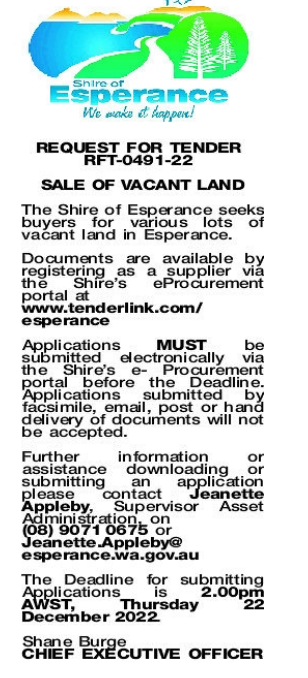 Shire of
Esperance
We make it happen!
REQUEST FOR TENDER
RFT-0491-22
SALE OF VACANT LAND
The Shire of Esperance seeks
buyers for various lots of
vacant land in Esperance.
Documents are available by
registering as a supplier via
the Shire's eProcurement
portal at
www.tenderlink.com/
esperance
Applications MUST be
submitted electronically via
the Shire's e- Procurement
portal before the Deadline.
Applications submitted by
facsimile, email, post or hand
delivery of documents will not
be accepted.
Further information or
assistance downloading or
submitting an application
please contact Jeanette
Appleby, Supervisor Asset
Administration, on
(08) 9071 0675 or
Jeanette.Appleby@
esperance.wa.gov.au
The Deadline for submitting
Applications is 2.00pm
AWST, Thursday 22
December 2022.
Shane Burge
CHIEF EXECUTIVE OFFICER